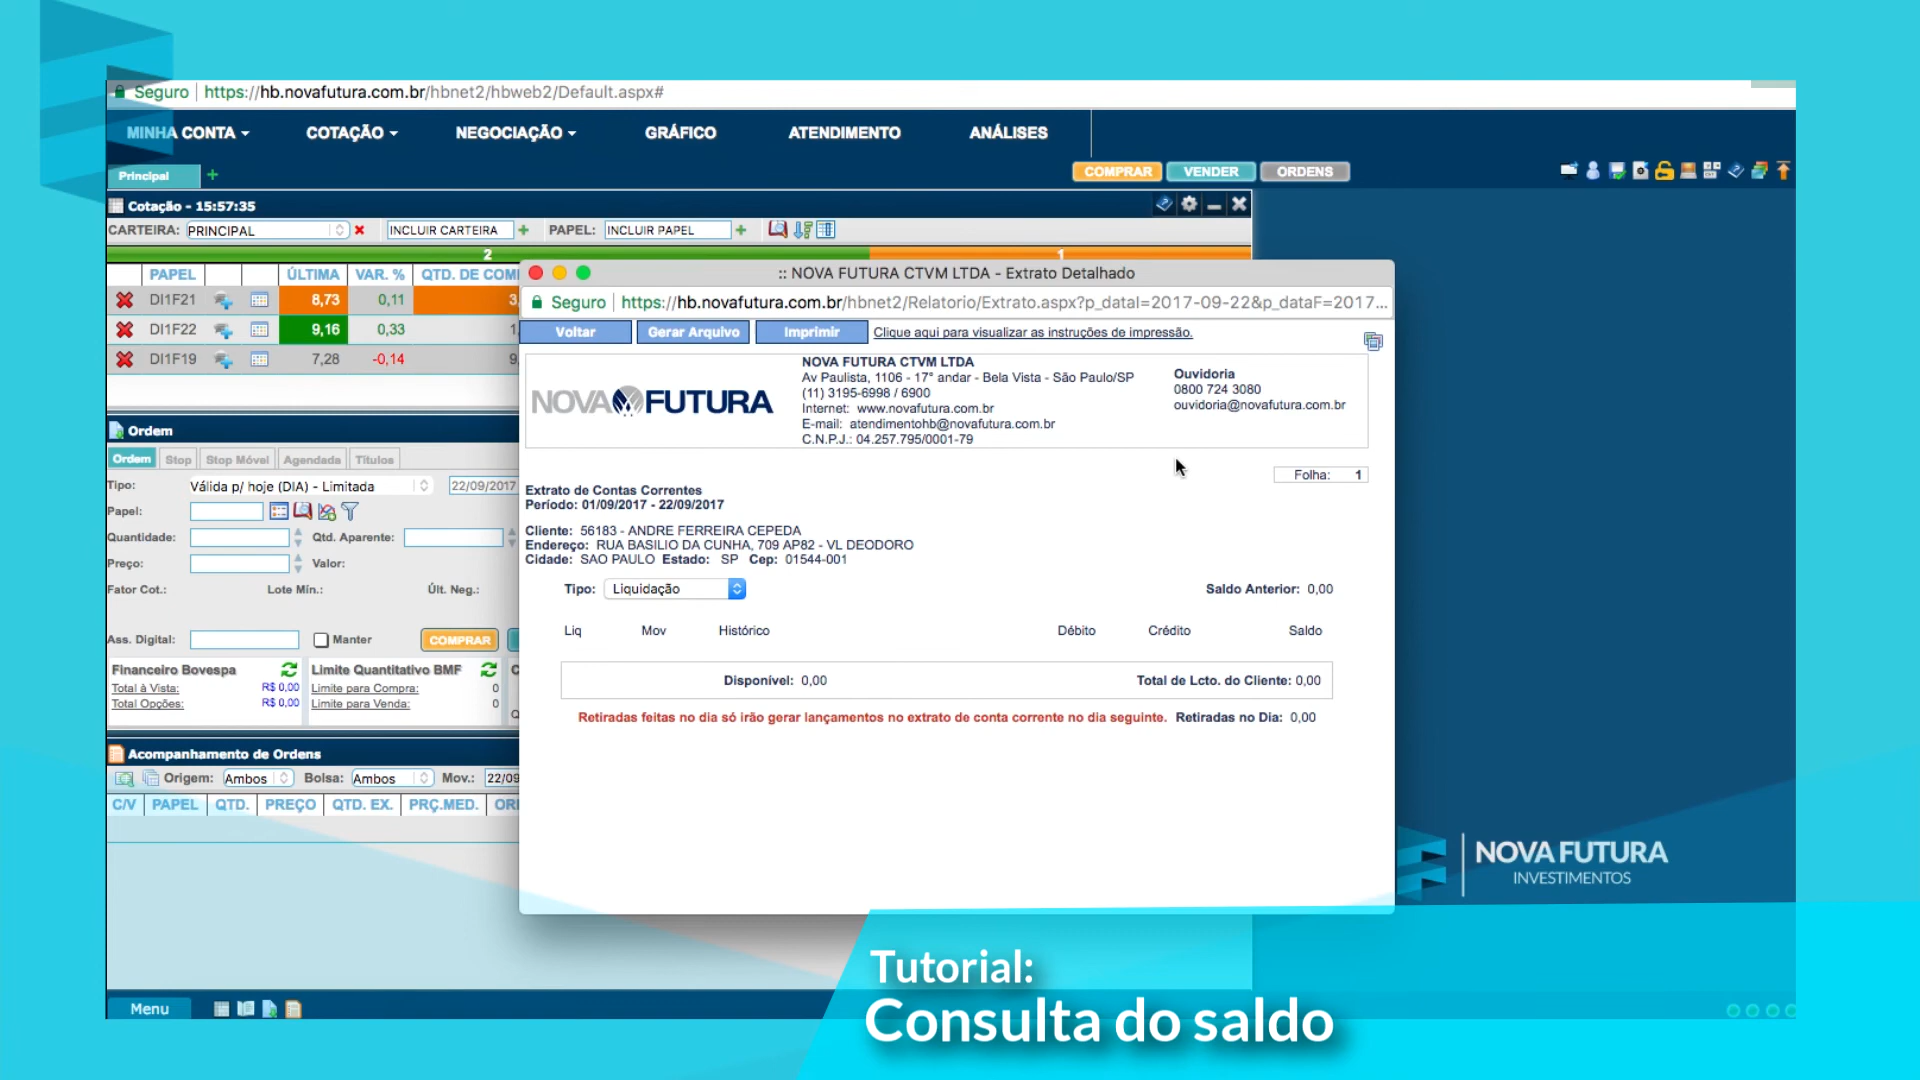 Seguro | https://hb.novafutura.com.br/hbnet2/hbweb2/Default.aspx#
MINHA CONTA COTAÇÃO NEGOCIAÇÃO GRÁFICO ATENDIMENTO ANÁLISES
Principal +
COMPRAR VENDER ORDENS
Cotação - 15:57:35
CARTEIRA: PRINCIPAL INCLUIR CARTEIRA + PAPEL: INCLUIR PAPEL +
2 1
PAPEL ÚLTIMA VAR. % QTD. DE COM
DI1F21 8,73 0,11 3,
DI1F22 9,16 0,33 1,
DI1F19 7,28 -0,14 9,
Ordem
Ordem Stop Stop Móvel Agendada Títulos
Tipo: Válida p/ hoje (DIA) - Limitada 22/09/2017
Papel:
Quantidade: Qtd. Aparente:
Preço: Valor:
Fator Cot.: Lote Mín.: Últ. Neg.:
Ass. Digital: Manter COMPRAR
Financeiro Bovespa Limite Quantitativo BMF C
Total à Vista: R$ 0,00 Limite para Compra: 0
Total Opções: R$ 0,00 Limite para Venda: 0
Q
Acompanhamento de Ordens
Origem: Ambos Bolsa: Ambos Mov.: 22/09
C/V PAPEL QTD. PREÇO QTD. EX. PRÇ.MED. ORI
Menu
:: NOVA FUTURA CTVM LTDA - Extrato Detalhado
Seguro | https://hb.novafutura.com.br/hbnet2/Relatorio/Extrato.aspx?p_dataI=2017-09-22&p_dataF=2017...
Voltar Gerar Arquivo Imprimir Clique aqui para visualizar as instruções de impressão.
NOVA FUTURA
NOVA FUTURA CTVM LTDA
Av Paulista, 1106 - 17° andar - Bela Vista - São Paulo/SP
(11) 3195-6998 / 6900
Internet: www.novafutura.com.br
E-mail: atendimentohb@novafutura.com.br
C.N.P.J.: 04.257.795/0001-79
Ouvidoria
0800 724 3080
ouvidoria@novafutura.com.br
Folha: 1
Extrato de Contas Correntes
Período: 01/09/2017 - 22/09/2017
Cliente: 56183 - ANDRE FERREIRA CEPEDA
Endereço: RUA BASILIO DA CUNHA, 709 AP82 - VL DEODORO
Cidade: SAO PAULO Estado: SP Cep: 01544-001
Tipo: Liquidação Saldo Anterior: 0,00
Liq Mov Histórico Débito Crédito Saldo
Disponível: 0,00 Total de Lcto. do Cliente: 0,00
Retiradas feitas no dia só irão gerar lançamentos no extrato de conta corrente no dia seguinte. Retiradas no Dia: 0,00
NOVA FUTURA
INVESTIMENTOS
Tutorial:
Consulta do saldo